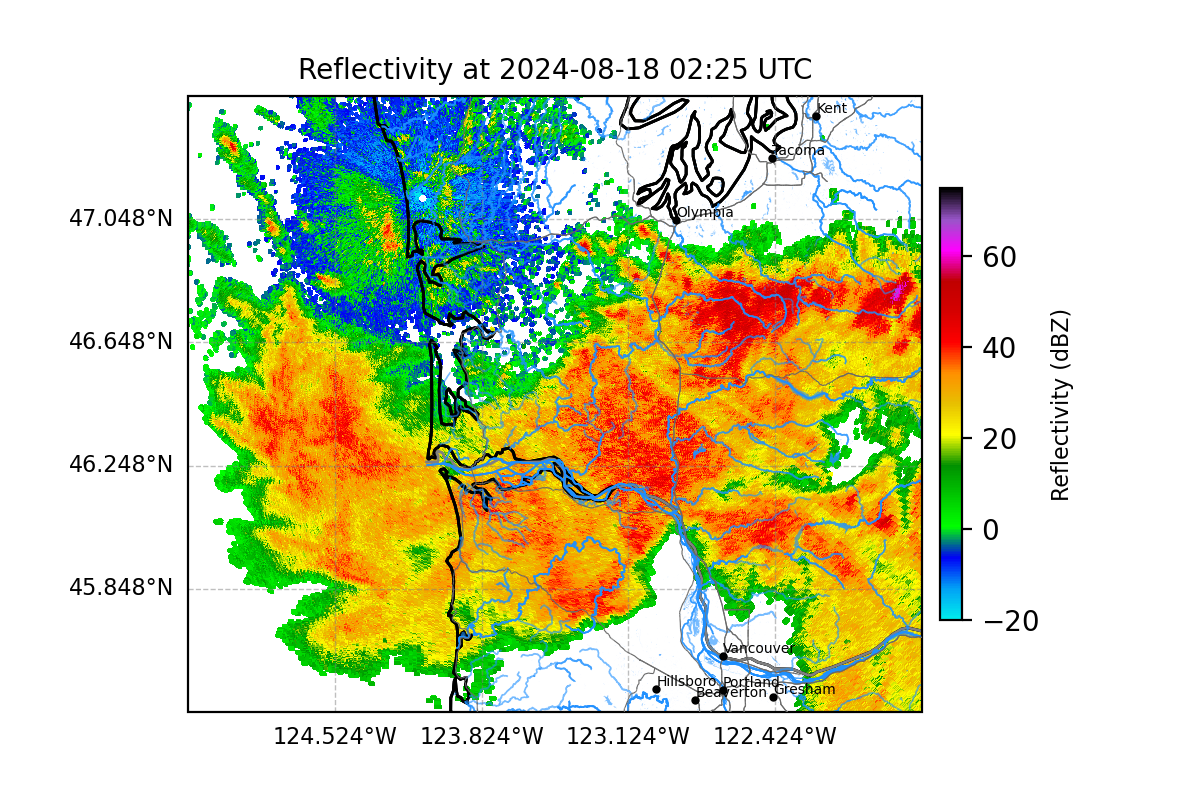 Reflectivity at 2024-08-18 02:25 UTC
Kent
Tacoma
Olympia
47.048°N
46.648°N
46.248°N
45.848°N
Vancouver
Hillsboro
Portland
Beaverton
Gresham
124.524°W
123.824°W
123.124°W
122.424°W
60
40
20
0
−20
Reflectivity (dBZ)